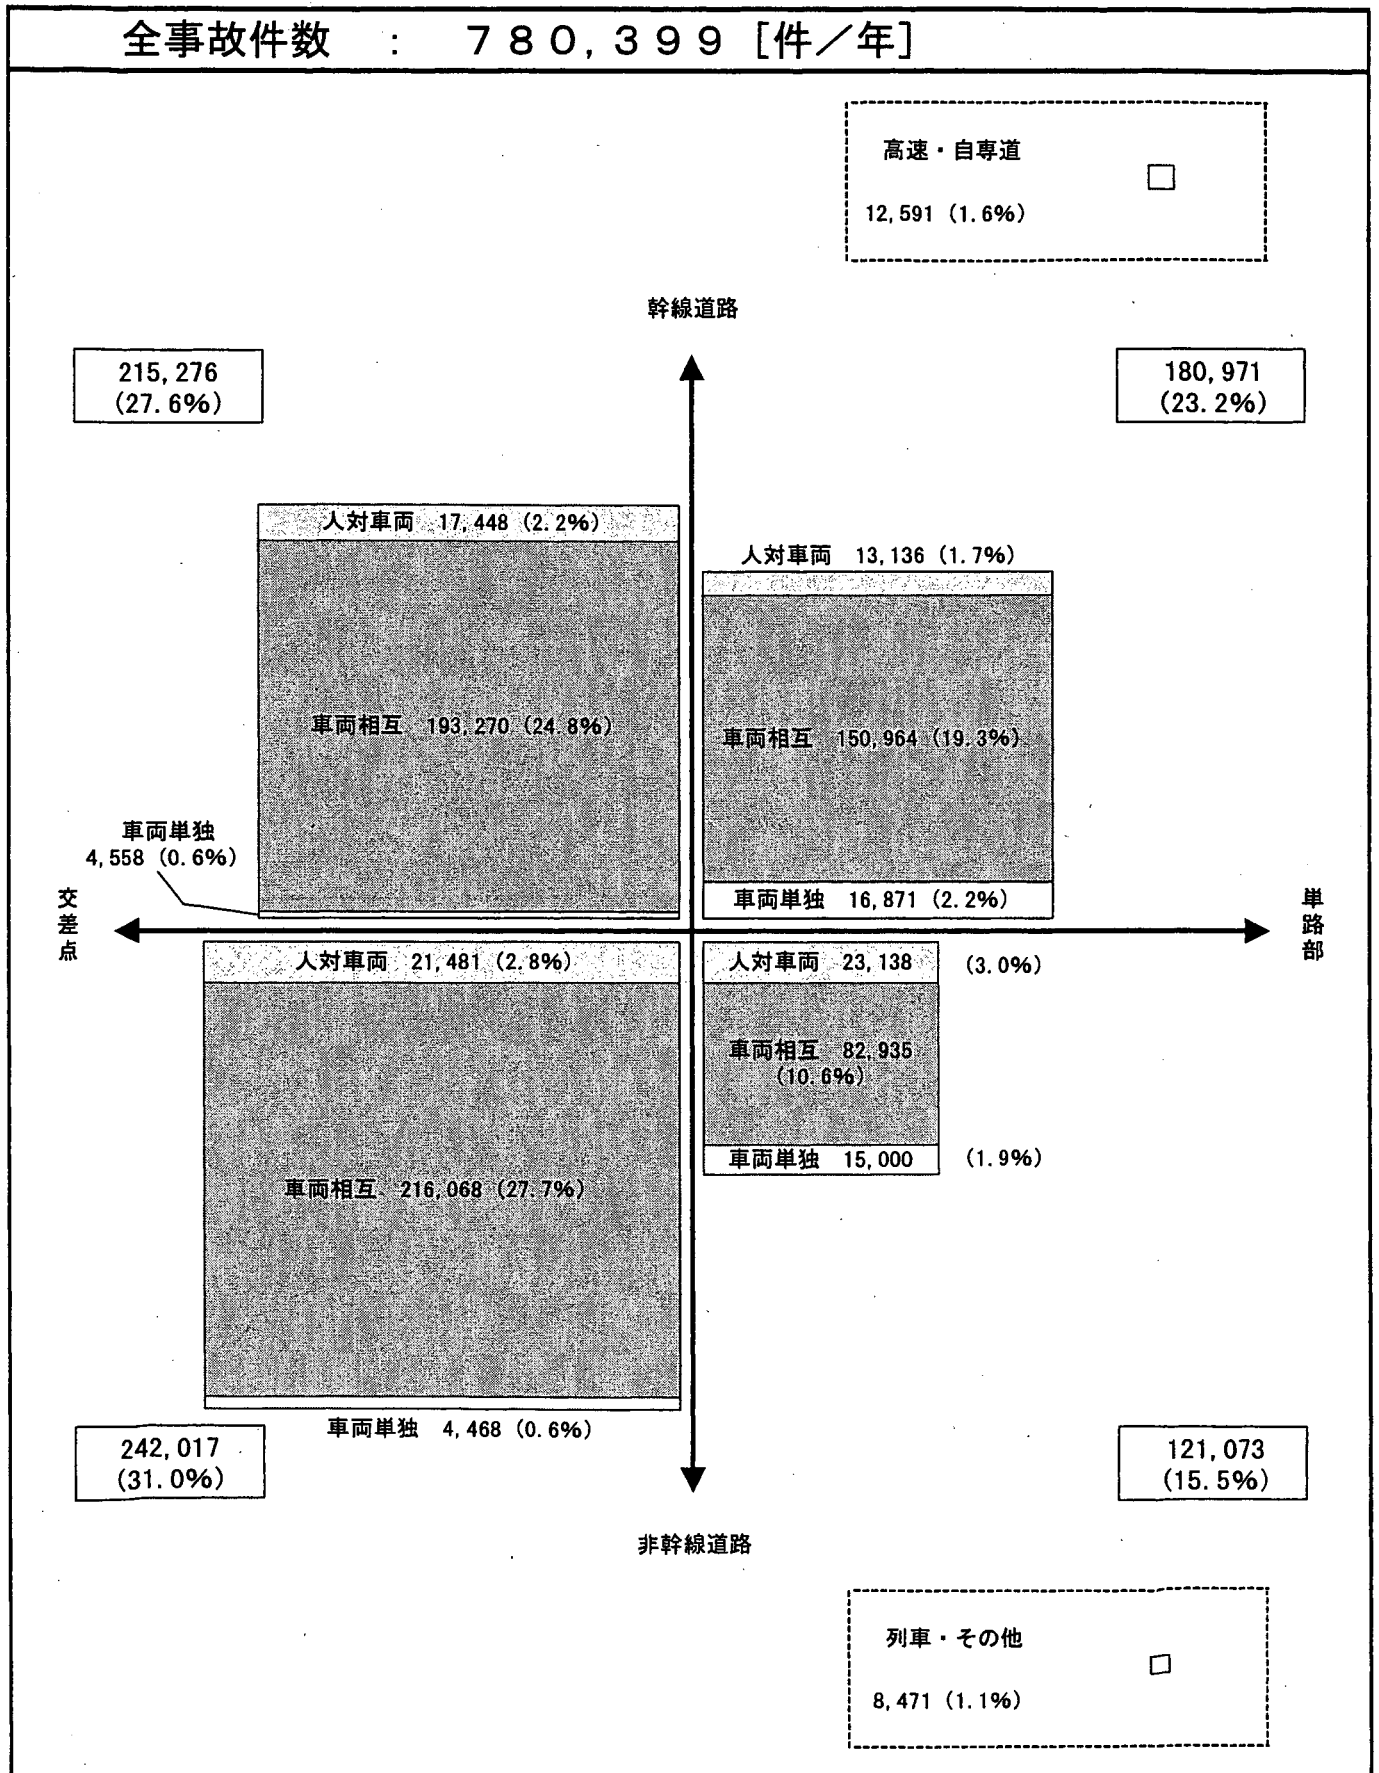 全事故件数 : 780,399 [件/年]
高速・自専道
12,591 (1.6%)
幹線道路
215,276
(27.6%)
180,971
(23.2%)
人対車両 17,448 (2.2%)
人対車両 13,136 (1.7%)
車両相互 193,270 (24.8%)
車両相互 150,964 (19.3%)
車両単独
4,558 (0.6%)
車両単独 16,871 (2.2%)
交差点
単路部
人対車両 21,481 (2.8%)
人対車両 23,138 (3.0%)
車両相互 82,935
(10.6%)
車両単独 15,000 (1.9%)
車両相互 216,068 (27.7%)
車両単独 4,468 (0.6%)
242,017
(31.0%)
121,073
(15.5%)
非幹線道路
列車・その他
8,471 (1.1%)